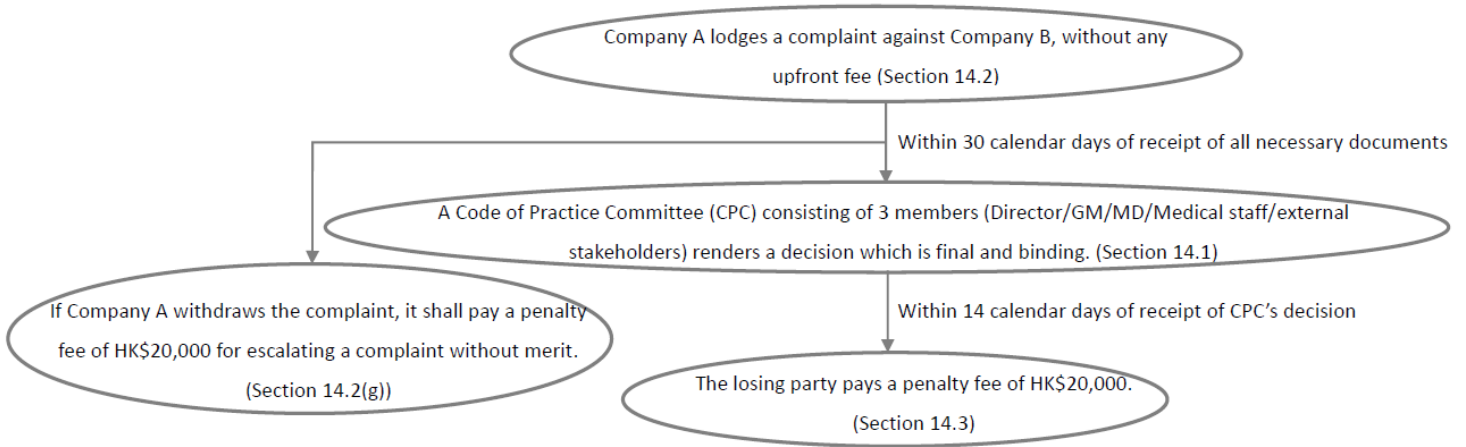 Company A lodges a complaint against Company B, without any
upfront fee (Section 14.2)
Within 30 calendar days of receipt of all necessary documents
A Code of Practice Committee (CPC) consisting of 3 members (Director/GM/MD/Medical staff/external
stakeholders) renders a decision which is final and binding. (Section 14.1)
If Company A withdraws the complaint, it shall pay a penalty
fee of HK$20,000 for escalating a complaint without merit.
(Section 14.2(g))
Within 14 calendar days of receipt of CPC’s decision
The losing party pays a penalty fee of HK$20,000.
(Section 14.3)